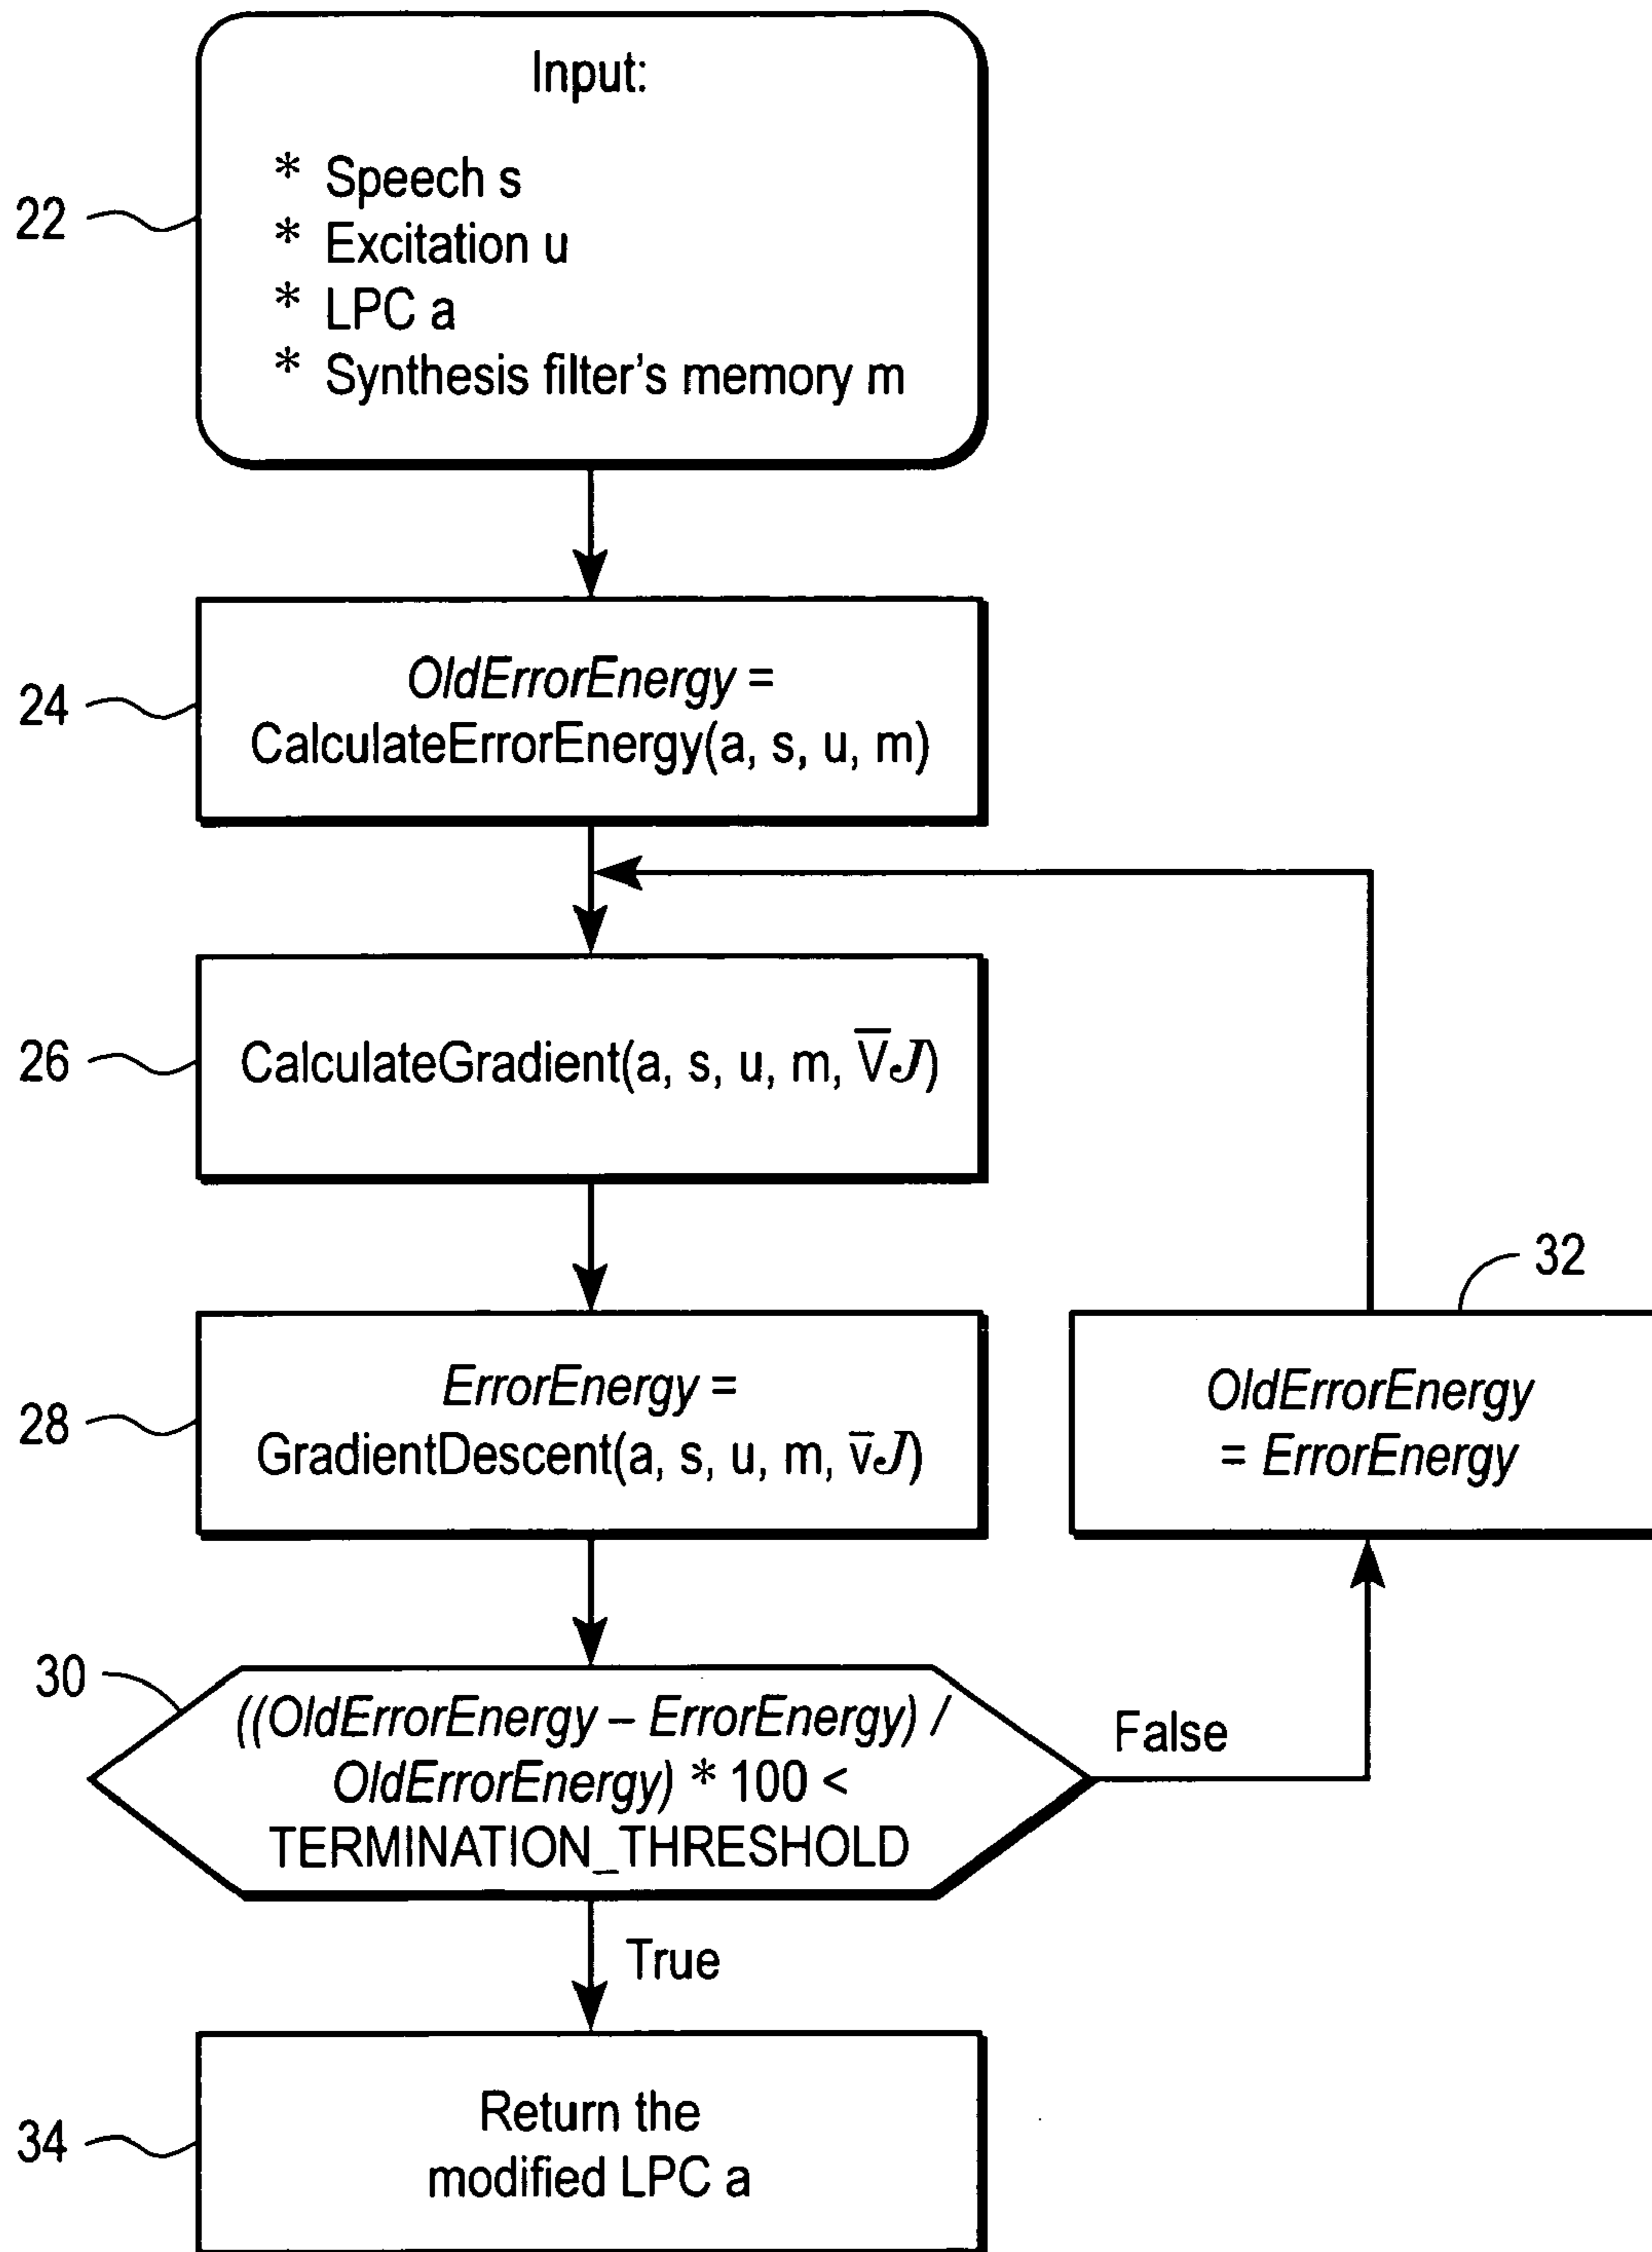 Input:
* Speech s
* Excitation u
* LPC a
* Synthesis filter's memory m
22
OldErrorEnergy =
CalculateErrorEnergy(a, s, u, m)
24
CalculateGradient(a, s, u, m, V̅J)
26
ErrorEnergy =
GradientDescent(a, s, u, m, v̅J)
28
32
OldErrorEnergy
= ErrorEnergy
30
((OldErrorEnergy – ErrorEnergy) /
OldErrorEnergy) * 100 <
TERMINATION_THRESHOLD
False
True
Return the
modified LPC a
34